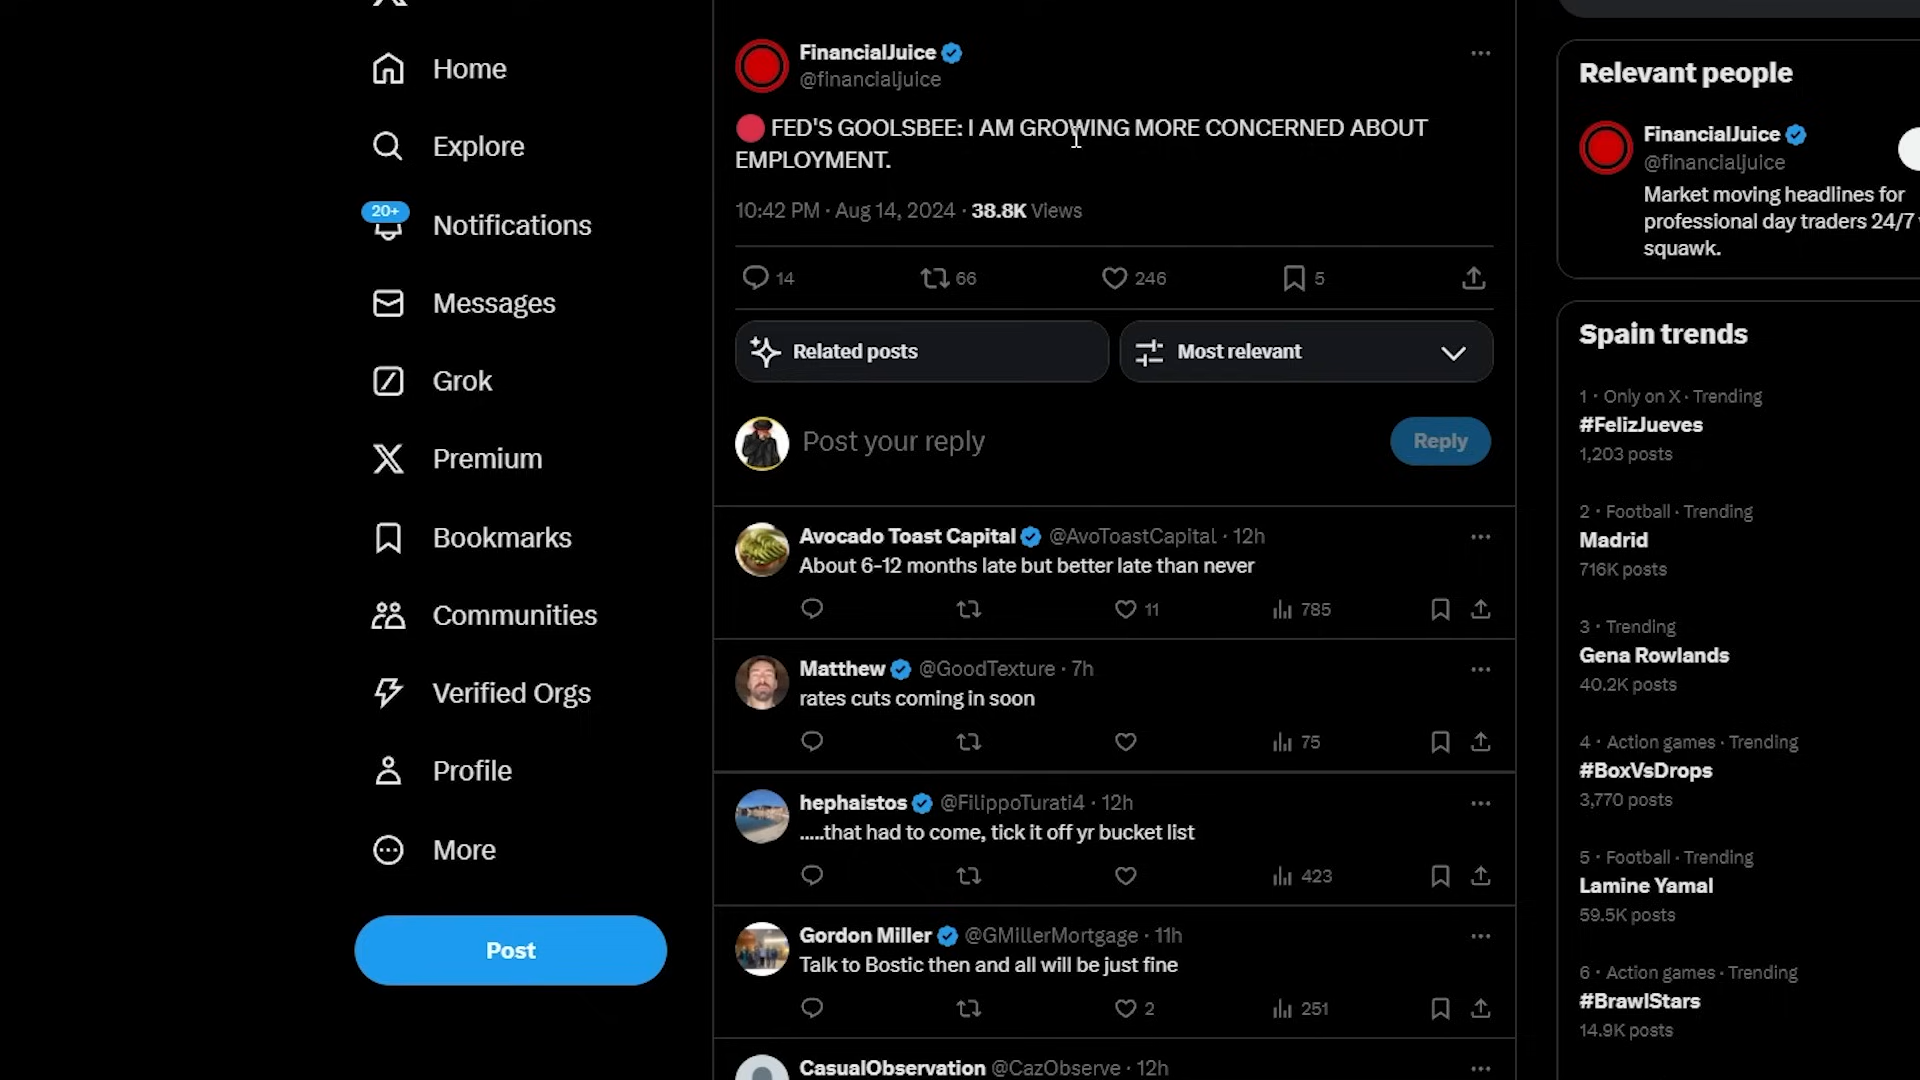 Home
Explore
20+
Notifications
Messages
Grok
Premium
Bookmarks
Communities
Verified Orgs
Profile
More
Post
FinancialJuice
@financialjuice
FED'S GOOLSBEE: I AM GROWING MORE CONCERNED ABOUT
EMPLOYMENT.
10:42 PM · Aug 14, 2024 · 38.8K Views
14 66 246 5
Related posts
Most relevant
Post your reply
Reply
Avocado Toast Capital @AvoToastCapital · 12h
About 6-12 months late but better late than never
11 785
Matthew @GoodTexture · 7h
rates cuts coming in soon
75
hephaistos @FilippoTurati4 · 12h
.....that had to come, tick it off yr bucket list
423
Gordon Miller @GMillerMortgage · 11h
Talk to Bostic then and all will be just fine
2 251
CasualObservation @CazObserve · 12h
Relevant people
FinancialJuice
@financialjuice
Market moving headlines for
professional day traders 24/7
squawk.
Spain trends
1 · Only on X · Trending
#FelizJueves
1,203 posts
2 · Football · Trending
Madrid
716K posts
3 · Trending
Gena Rowlands
40.2K posts
4 · Action games · Trending
#BoxVsDrops
3,770 posts
5 · Football · Trending
Lamine Yamal
59.5K posts
6 · Action games · Trending
#BrawlStars
14.9K posts